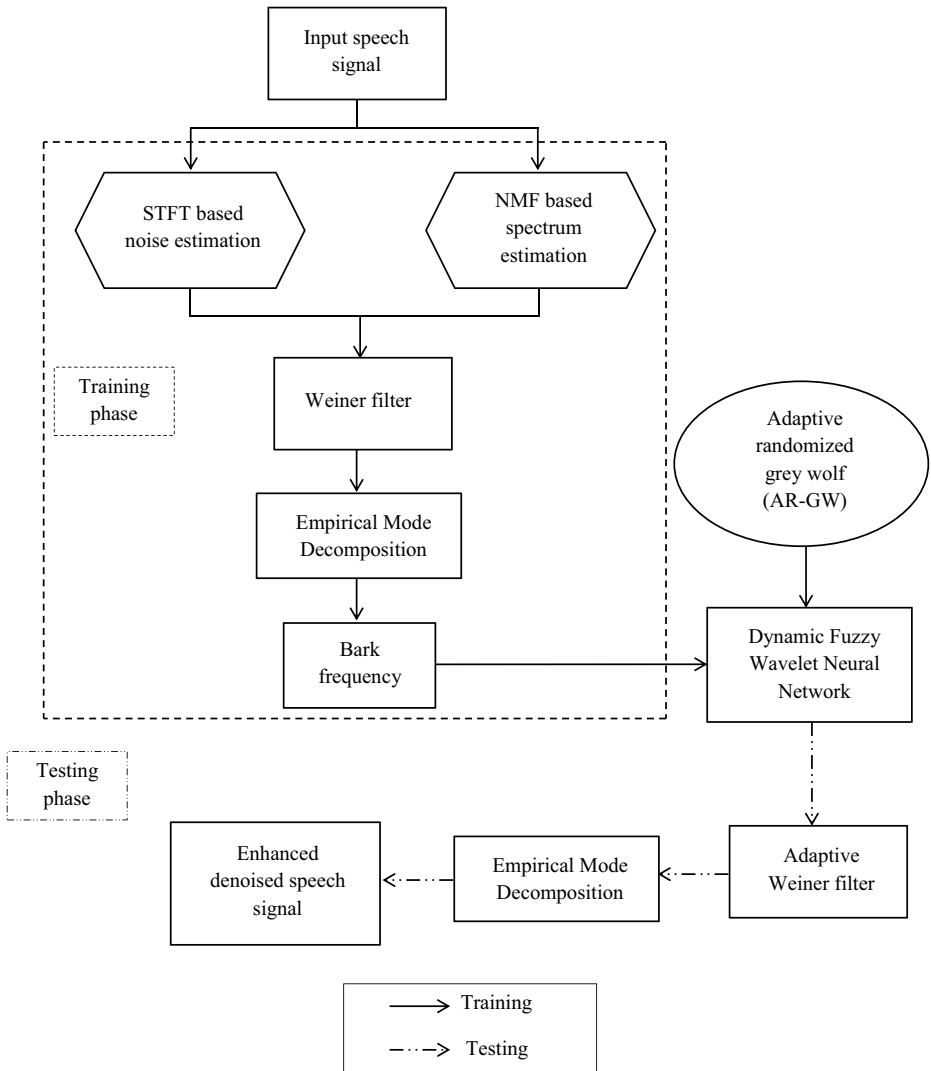 Input speech
signal
STFT based
noise estimation
NMF based
spectrum
estimation
Training
phase
Weiner filter
Adaptive
randomized
grey wolf
(AR-GW)
Empirical Mode
Decomposition
Bark
frequency
Dynamic Fuzzy
Wavelet Neural
Network
Testing
phase
Enhanced
denoised speech
signal
Empirical Mode
Decomposition
Adaptive
Weiner filter
Training
Testing